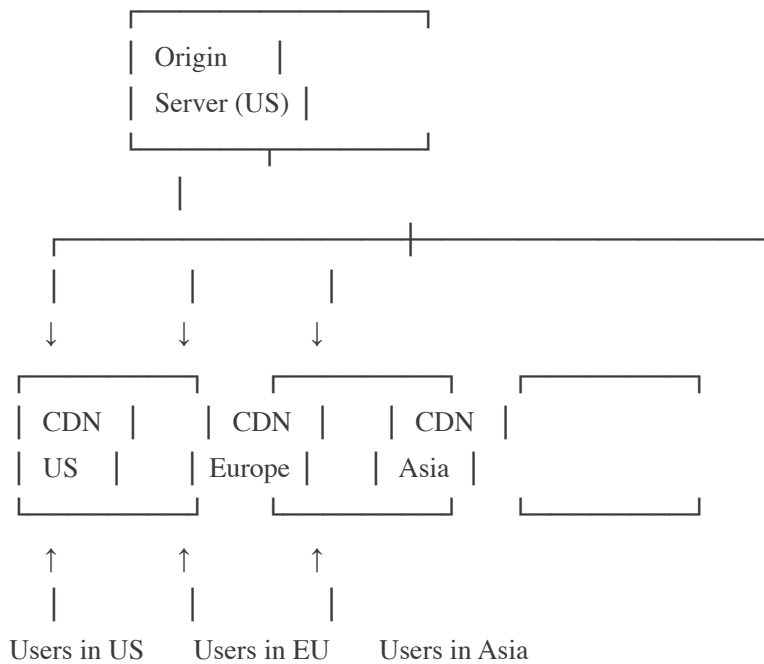 Origin
Server (US)
CDN CDN CDN
US Europe Asia
Users in US Users in EU Users in Asia